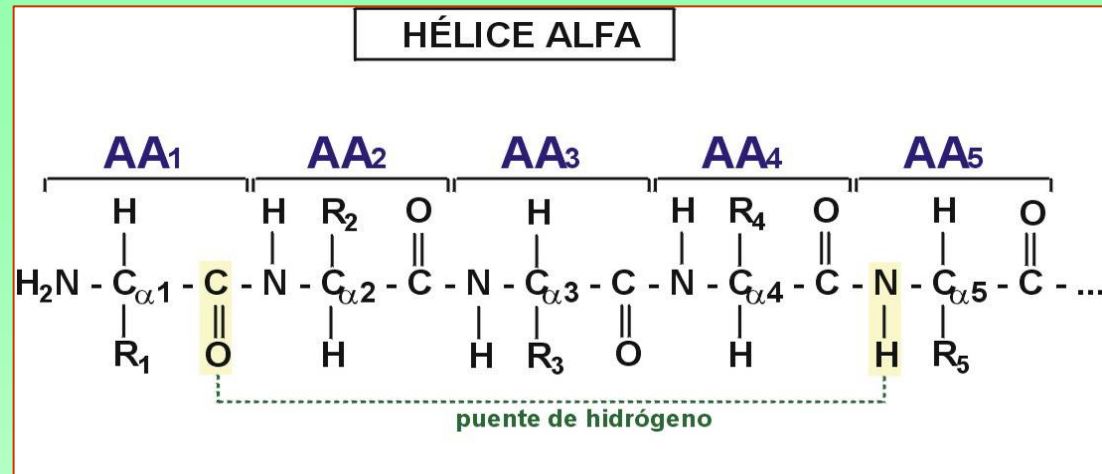 HÉLICE ALFA
AA1 AA2 AA3 AA4 AA5
H H R2 O H H R4 O H O
H2N - Cα1 - C - N - Cα2 - C - N - Cα3 - C - N - Cα4 - C - N - Cα5 - C - ...
R1 O H H R3 O H H R5
puente de hidrógeno